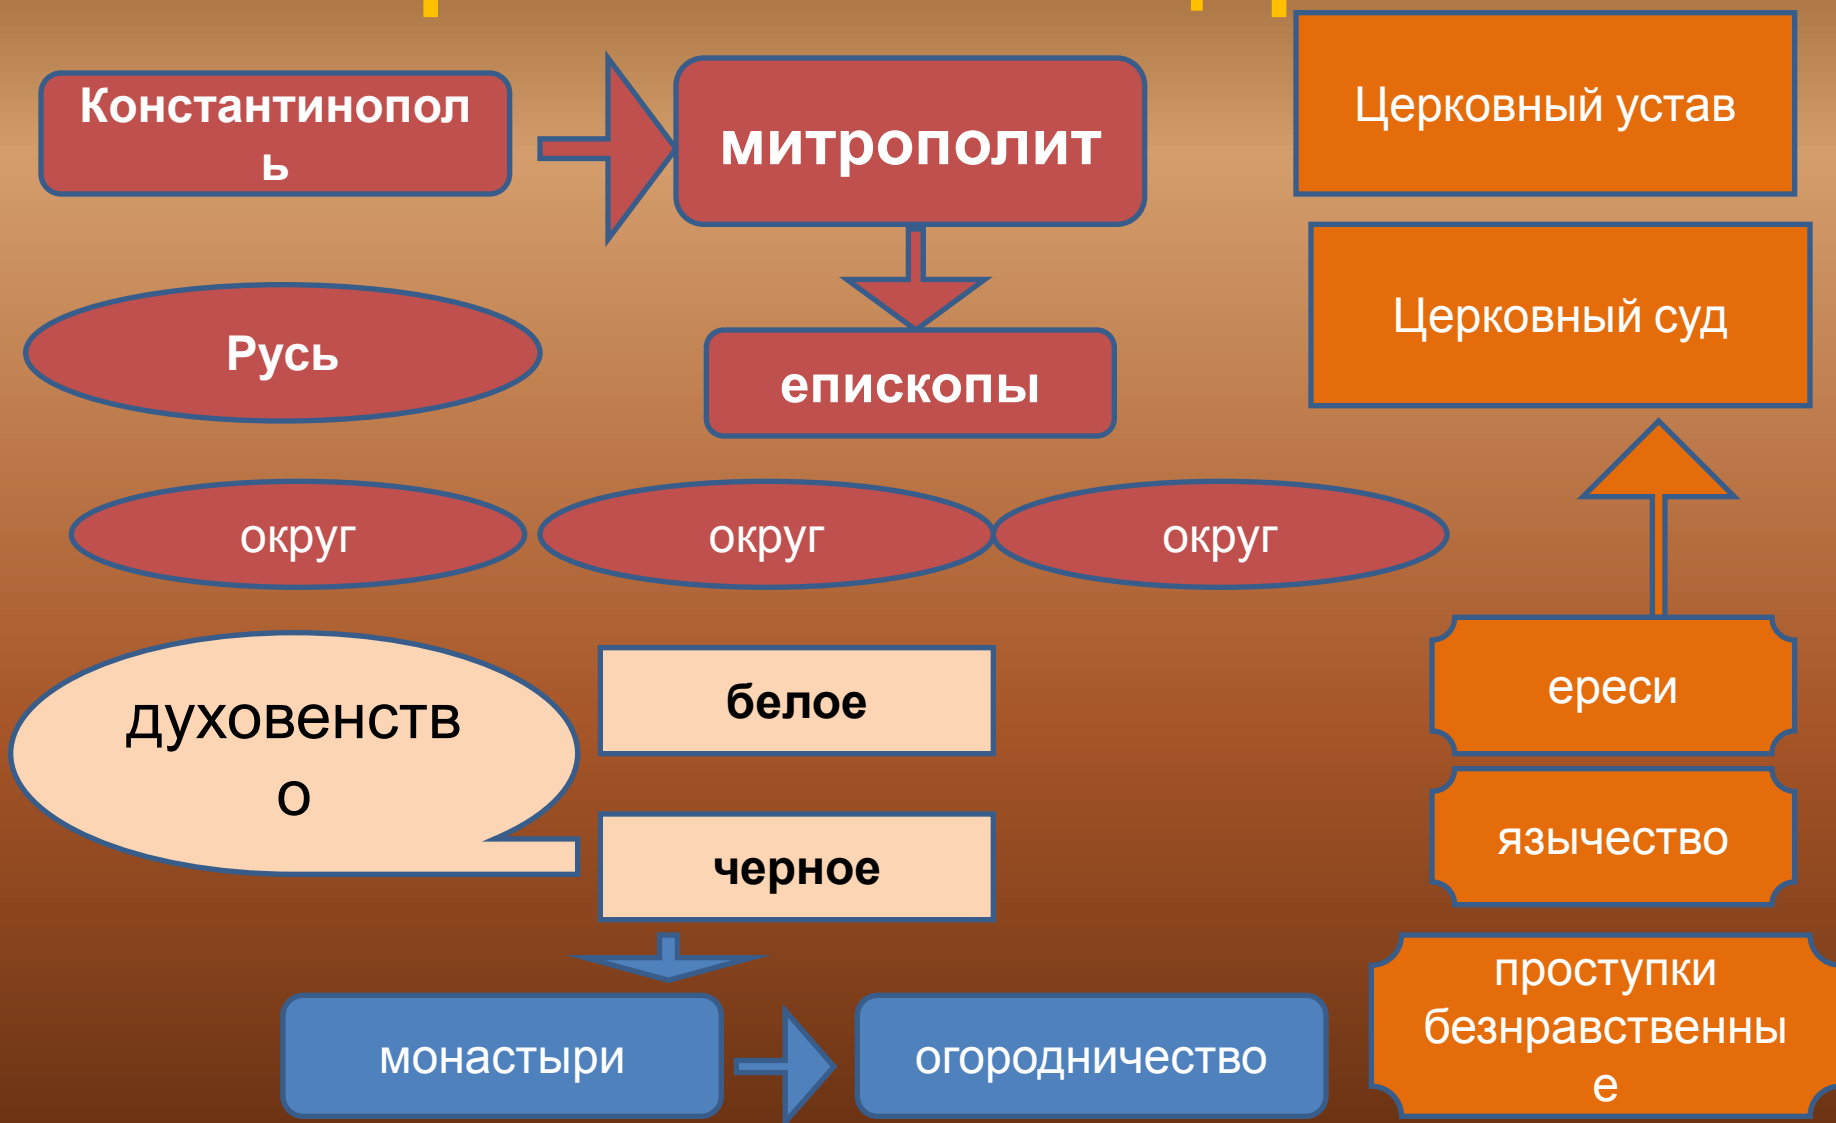 Константинопол
ь
митрополит
Церковный устав
Русь
епископы
Церковный суд
округ
округ
округ
духовенств
о
белое
черное
ереси
язычество
проступки
безнравственны
е
монастыри
огородничество